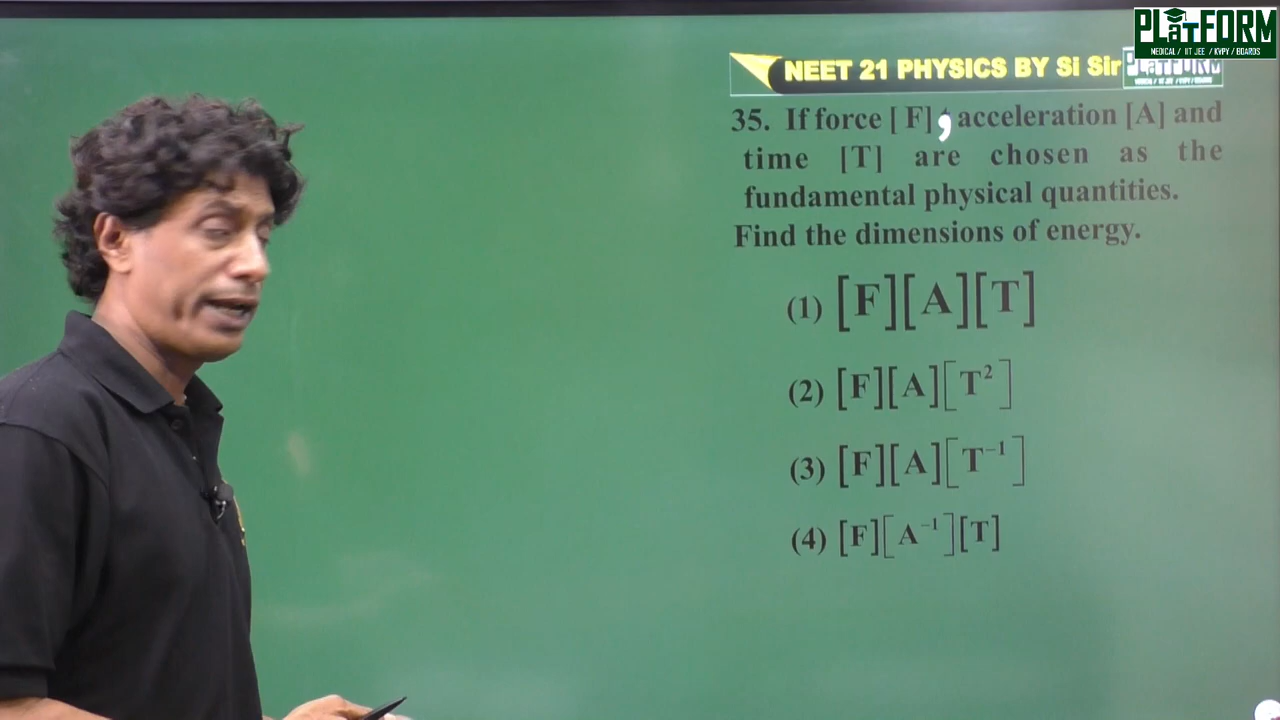 PLatFORM
MEDICAL / IIT JEE / KVPY / BOARDS
NEET 21 PHYSICS BY Si Sir
PLatFORM
35. If force [ F] , acceleration [A] and
time [T] are chosen as the
fundamental physical quantities.
Find the dimensions of energy.
(1) [F][A][T]
(2) [F][A][T²]
(3) [F][A][T⁻¹]
(4) [F][A⁻¹][T]